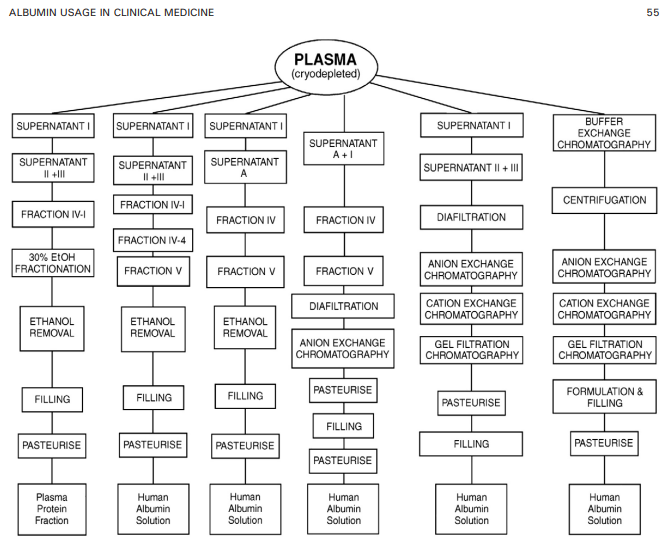 ALBUMIN USAGE IN CLINICAL MEDICINE
55
PLASMA
(cryodepleted)
SUPERNATANT I
SUPERNATANT
II +III
FRACTION IV-I
30% EtOH
FRACTIONATION
ETHANOL
REMOVAL
FILLING
PASTEURISE
Plasma
Protein
Fraction
SUPERNATANT I
SUPERNATANT
II +III
FRACTION IV-I
FRACTION IV-4
FRACTION V
ETHANOL
REMOVAL
FILLING
PASTEURISE
Human
Albumin
Solution
SUPERNATANT I
SUPERNATANT
A
FRACTION IV
FRACTION V
ETHANOL
REMOVAL
FILLING
PASTEURISE
Human
Albumin
Solution
SUPERNATANT
A + I
FRACTION IV
FRACTION V
DIAFILTRATION
ANION EXCHANGE
CHROMATOGRAPHY
PASTEURISE
FILLING
PASTEURISE
Human
Albumin
Solution
SUPERNATANT I
SUPERNATANT II + III
DIAFILTRATION
ANION EXCHANGE
CHROMATOGRAPHY
CATION EXCHANGE
CHROMATOGRAPHY
GEL FILTRATION
CHROMATOGRAPHY
PASTEURISE
FILLING
Human
Albumin
Solution
BUFFER
EXCHANGE
CHROMATOGRAPHY
CENTRIFUGATION
ANION EXCHANGE
CHROMATOGRAPHY
CATION EXCHANGE
CHROMATOGRAPHY
GEL FILTRATION
CHROMATOGRAPHY
FORMULATION &
FILLING
PASTEURISE
Human
Albumin
Solution